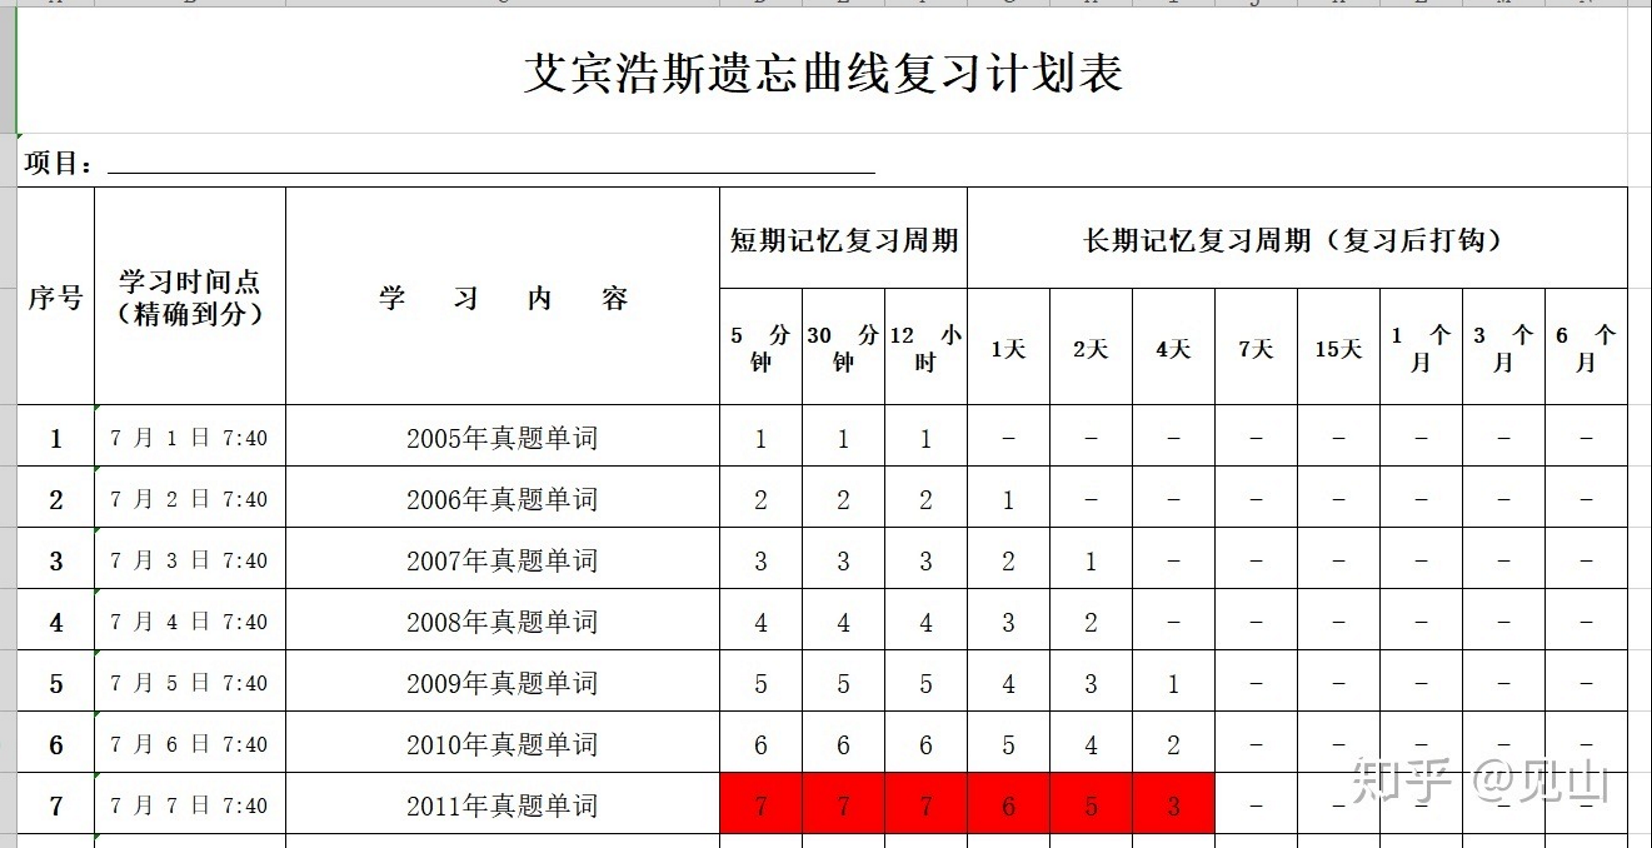 艾宾浩斯遗忘曲线复习计划表
项目：
序号 学习时间点（精确到分） 学 习 内 容 短期记忆复习周期 长期记忆复习周期（复习后打钩）
5 分钟 30 分钟 12 小时 1天 2天 4天 7天 15天 1 个月 3 个月 6 个月
1 7 月 1 日 7:40 2005年真题单词 1 1 1 － － － － － － － －
2 7 月 2 日 7:40 2006年真题单词 2 2 2 1 － － － － － － －
3 7 月 3 日 7:40 2007年真题单词 3 3 3 2 1 － － － － － －
4 7 月 4 日 7:40 2008年真题单词 4 4 4 3 2 － － － － － －
5 7 月 5 日 7:40 2009年真题单词 5 5 5 4 3 1 － － － － －
6 7 月 6 日 7:40 2010年真题单词 6 6 6 5 4 2 － － － － －
7 7 月 7 日 7:40 2011年真题单词 7 7 7 6 5 3 － － － － －
知乎 @见山